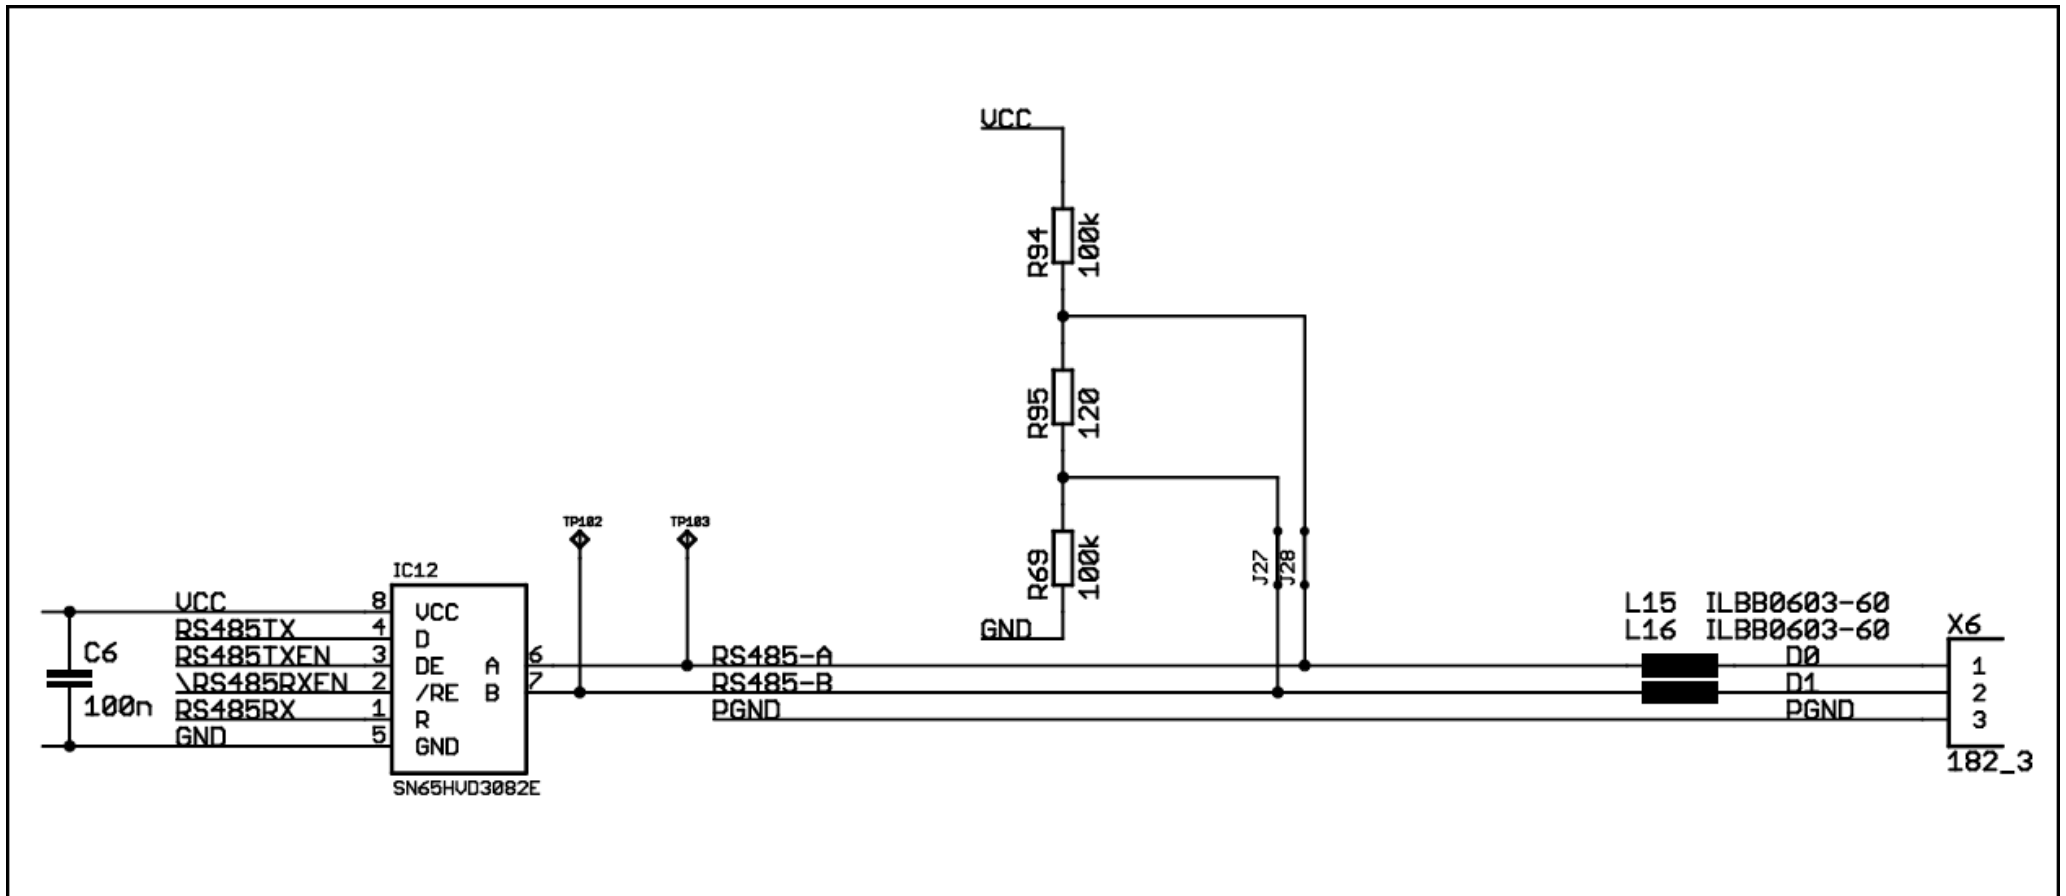 VCC
R94
100k
R95
120
TP102
TP103
R69
100k
J27
J28
GND
IC12
VCC
8
VCC
RS485TX
4
D
RS485TXEN
3
DE
A
6
RS485-A
\RS485RXEN
2
/RE
B
7
RS485-B
RS485RX
1
R
PGND
GND
5
GND
C6
100n
SN65HVD3082E
L15 ILBB0603-60
L16 ILBB0603-60
X6
D0
1
D1
2
PGND
3
182_3